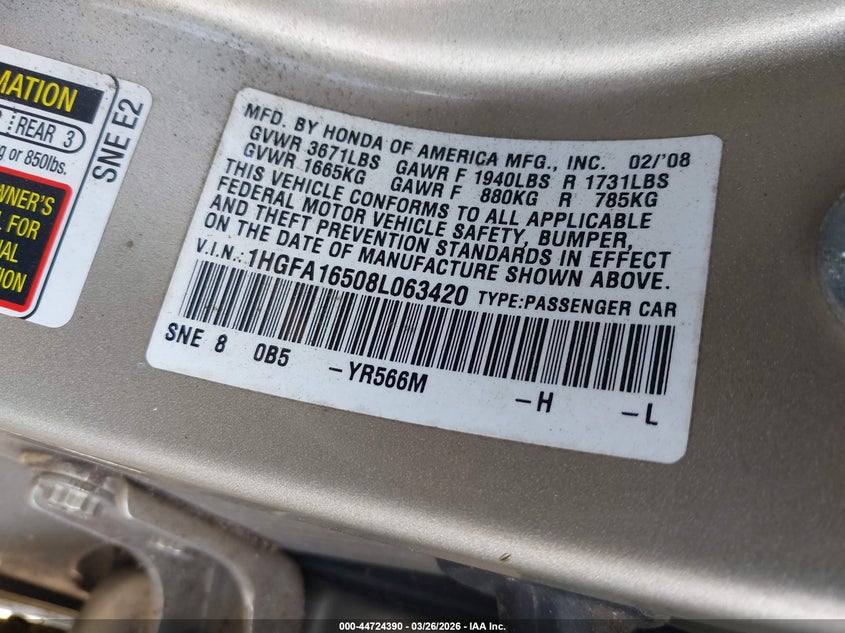 MATION
REAR 3
g or 850lbs.
WNER'S
L FOR
NAL
ION
SNE E2
MFD. BY HONDA OF AMERICA MFG., INC. 02/'08
GVWR 3671LBS GAWR F 1940LBS R 1731LBS
GVWR 1665KG GAWR F 880KG R 785KG
THIS VEHICLE CONFORMS TO ALL APPLICABLE
FEDERAL MOTOR VEHICLE SAFETY, BUMPER,
AND THEFT PREVENTION STANDARDS IN EFFECT
ON THE DATE OF MANUFACTURE SHOWN ABOVE.
V.I.N.: 1HGFA16508L063420 TYPE:PASSENGER CAR
SNE 8 0B5 -YR566M -H -L
000-44724390 — 03/26/2026 — IAA Inc.